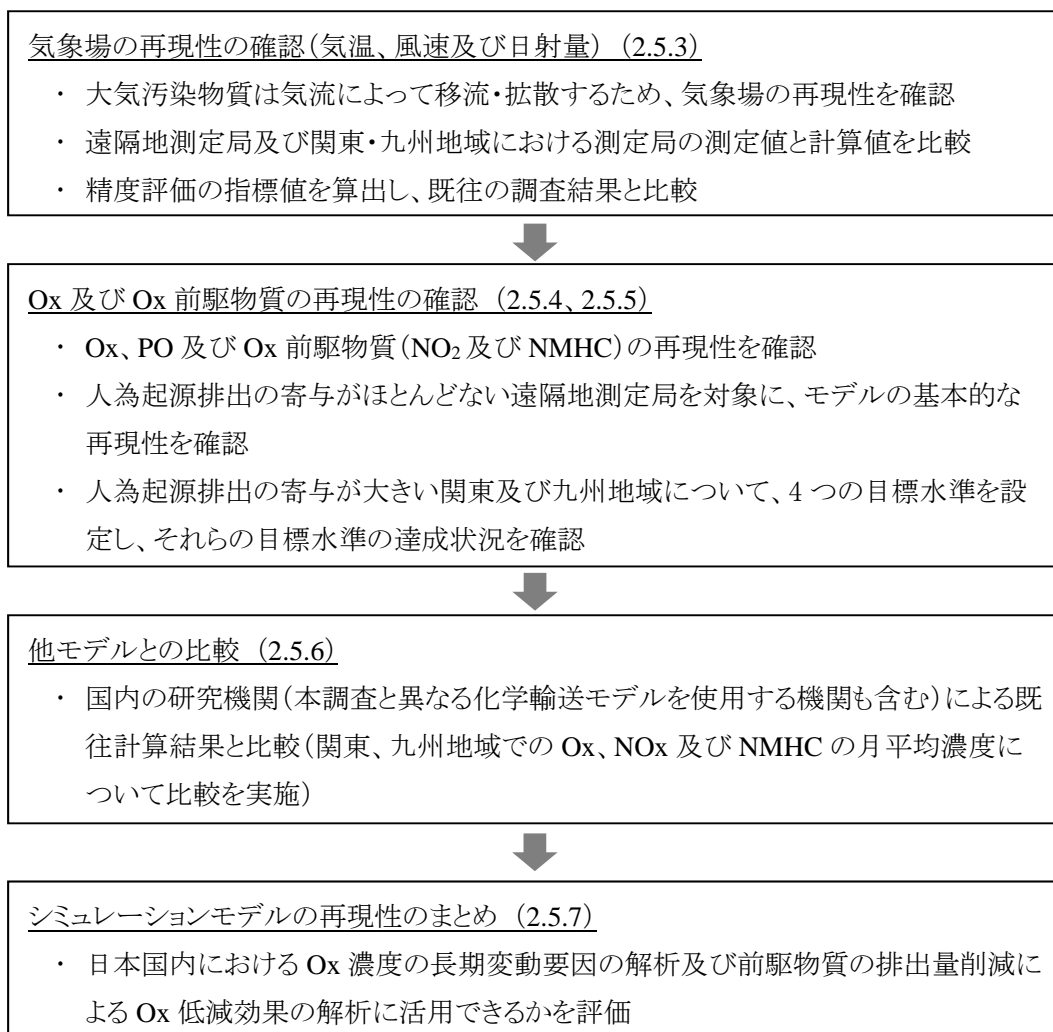 気象場の再現性の確認(気温、風速及び日射量) (2.5.3)
・ 大気汚染物質は気流によって移流・拡散するため、気象場の再現性を確認
・ 遠隔地測定局及び関東・九州地域における測定局の測定値と計算値を比較
・ 精度評価の指標値を算出し、既往の調査結果と比較
Ox 及び Ox 前駆物質の再現性の確認 (2.5.4、2.5.5)
・ Ox、PO 及び Ox 前駆物質(NO₂ 及び NMHC)の再現性を確認
・ 人為起源排出の寄与がほとんどない遠隔地測定局を対象に、モデルの基本的な
再現性を確認
・ 人為起源排出の寄与が大きい関東及び九州地域について、4 つの目標水準を設
定し、それらの目標水準の達成状況を確認
他モデルとの比較 (2.5.6)
・ 国内の研究機関(本調査と異なる化学輸送モデルを使用する機関も含む)による既
往計算結果と比較(関東、九州地域での Ox、NOx 及び NMHC の月平均濃度に
ついて比較を実施)
シミュレーションモデルの再現性のまとめ (2.5.7)
・ 日本国内における Ox 濃度の長期変動要因の解析及び前駆物質の排出量削減に
よる Ox 低減効果の解析に活用できるかを評価